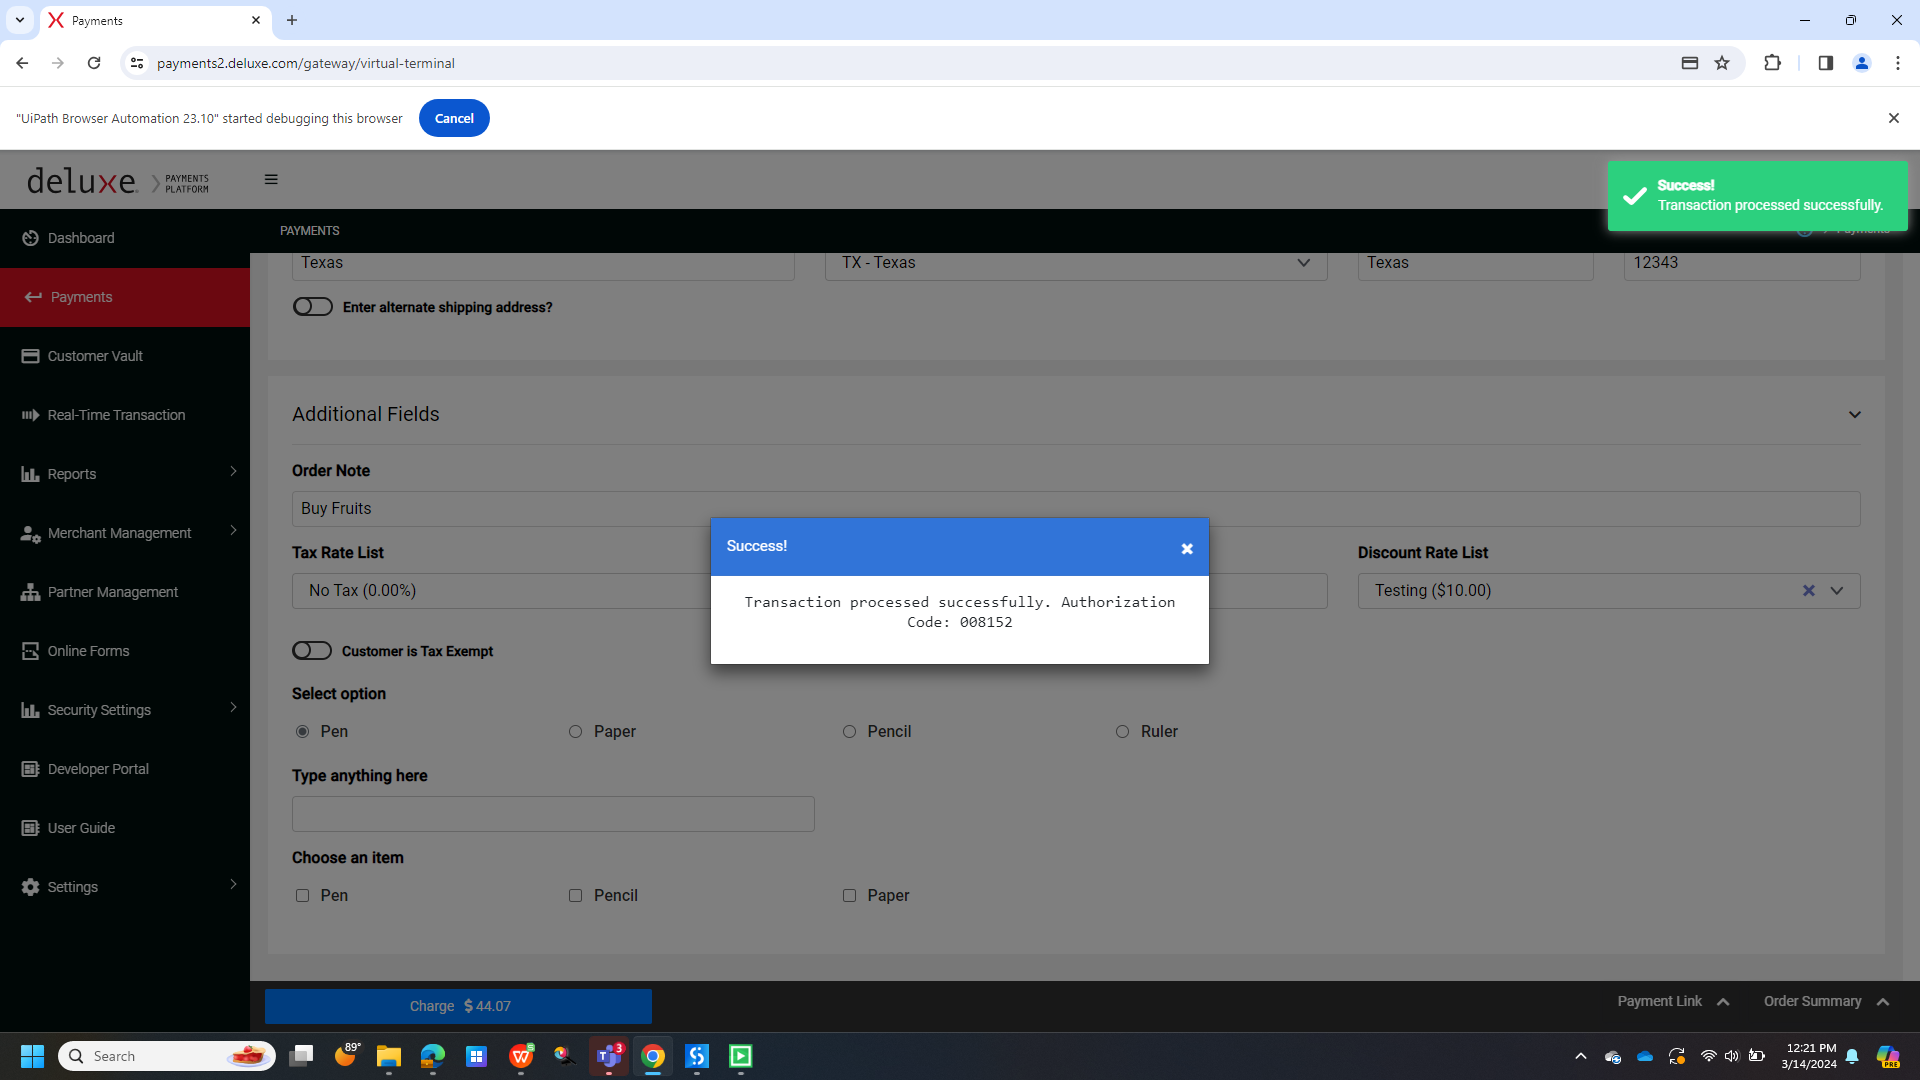 Payments
payments2.deluxe.com/gateway/virtual-terminal
"UiPath Browser Automation 23.10" started debugging this browser
Cancel
deluxe
PAYMENTS
PLATFORM
Success!
Transaction processed successfully.
Dashboard
Payments
Customer Vault
Real-Time Transaction
Reports
Merchant Management
Partner Management
Online Forms
Security Settings
Developer Portal
User Guide
Settings
PAYMENTS
Payments
Texas
TX - Texas
Texas
12343
Enter alternate shipping address?
Additional Fields
Order Note
Buy Fruits
Tax Rate List
Discount Rate List
No Tax (0.00%)
Testing ($10.00)
Success!
Transaction processed successfully. Authorization
Code: 008152
Customer is Tax Exempt
Select option
Pen
Paper
Pencil
Ruler
Type anything here
Choose an item
Pen
Pencil
Paper
Charge $ 44.07
Payment Link
Order Summary
Search
89°
3
12:21 PM
3/14/2024
PRE